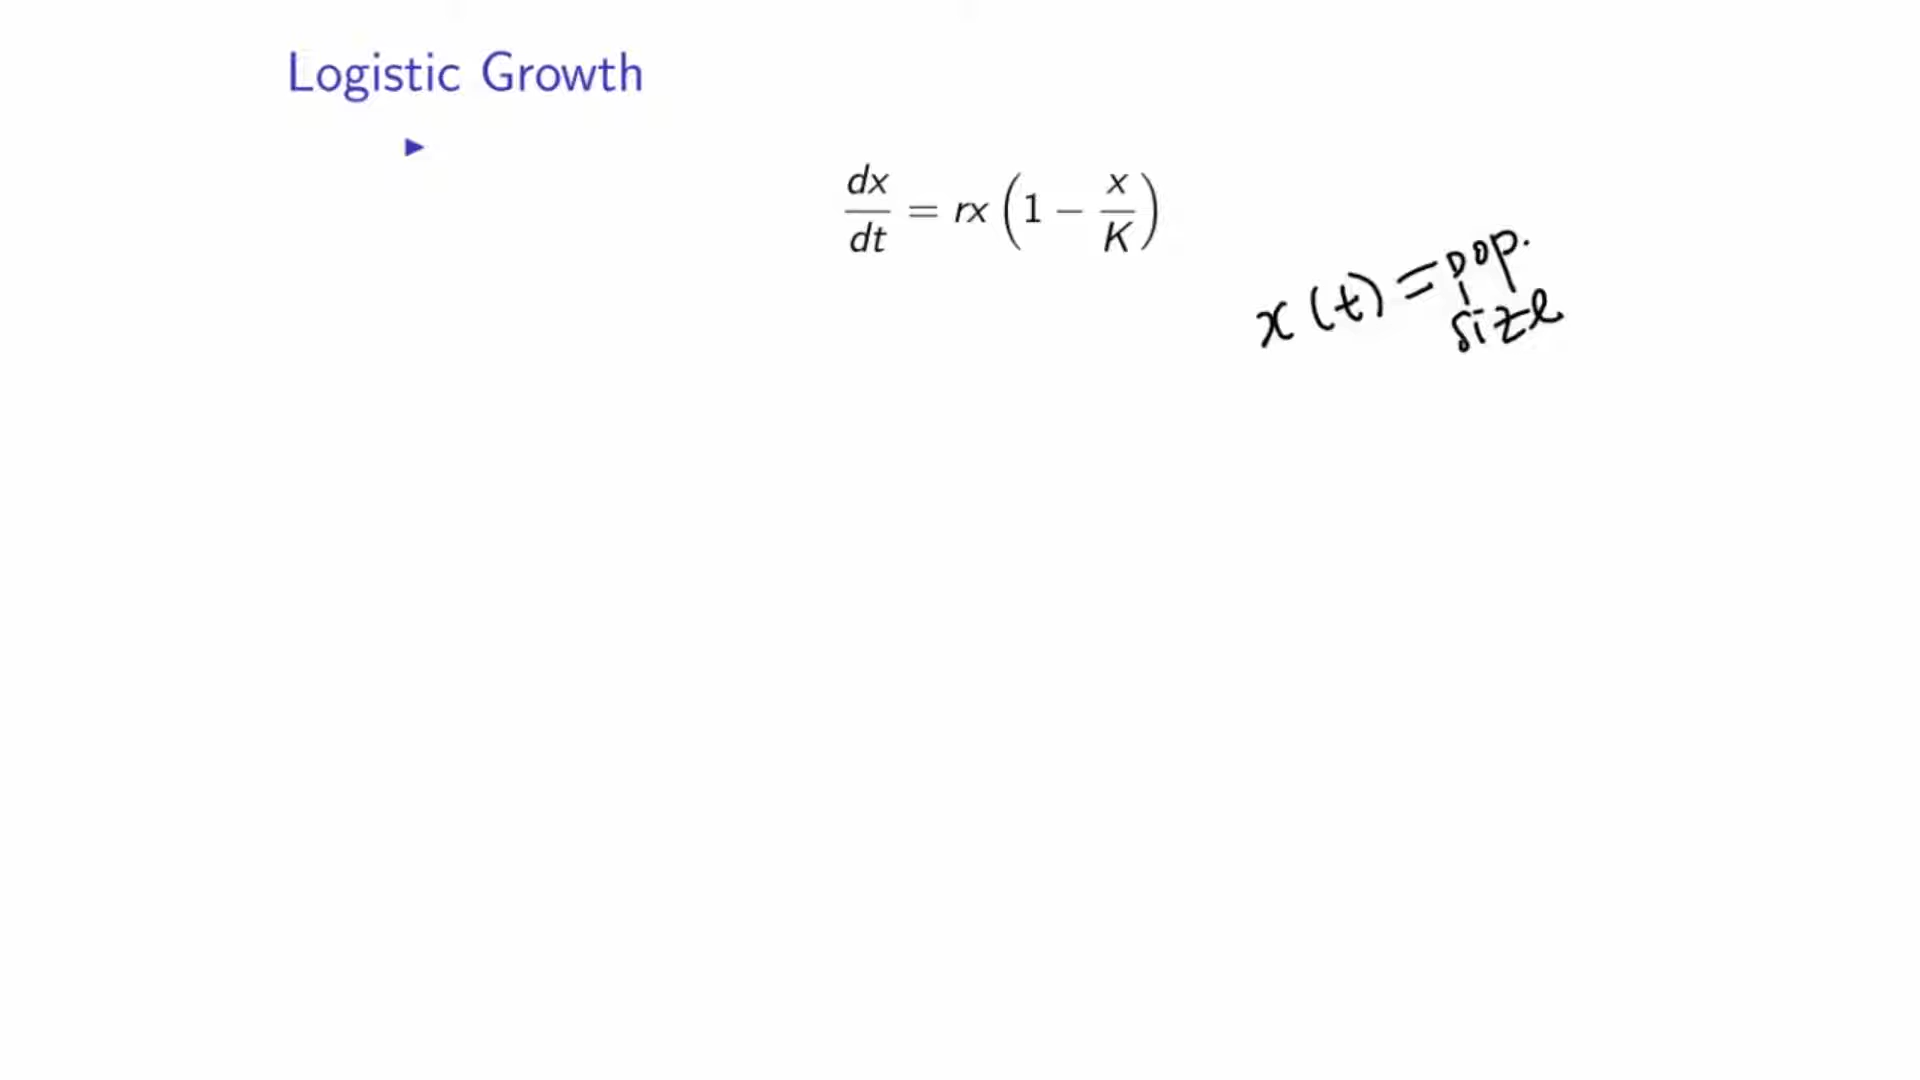 Logistic Growth
▶
dx/dt = rx (1 − x/K)
x(t) = pop.
size